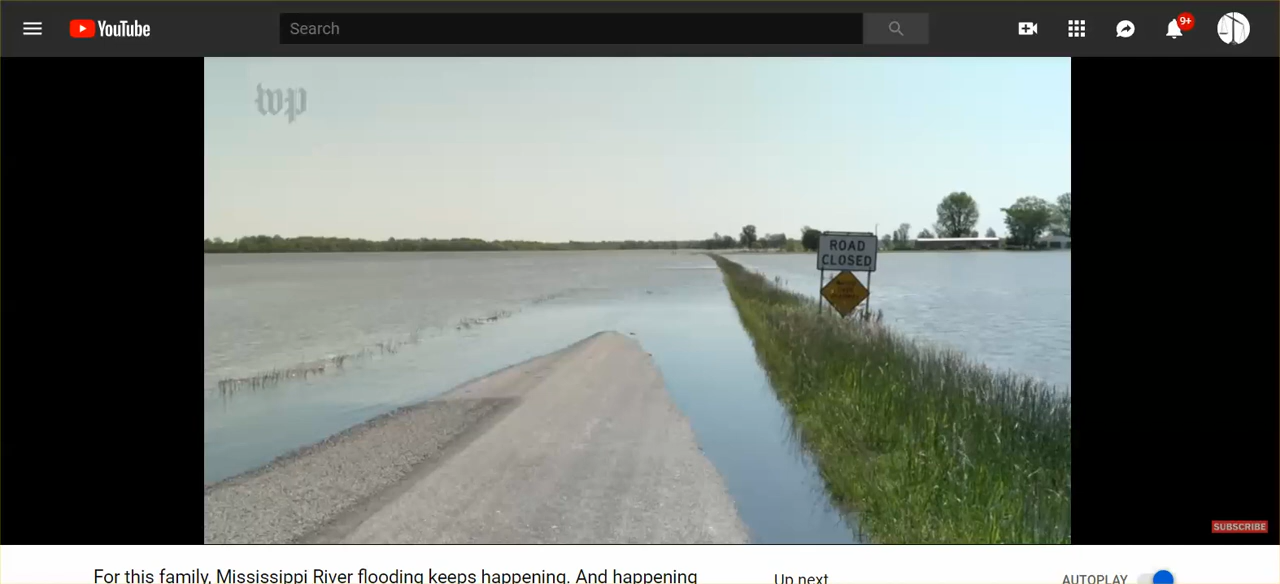 YouTube
Search
9+
wp
ROAD
CLOSED
SUBSCRIBE
For this family, Mississippi River flooding keeps happening. And happening
Up next
AUTOPLAY